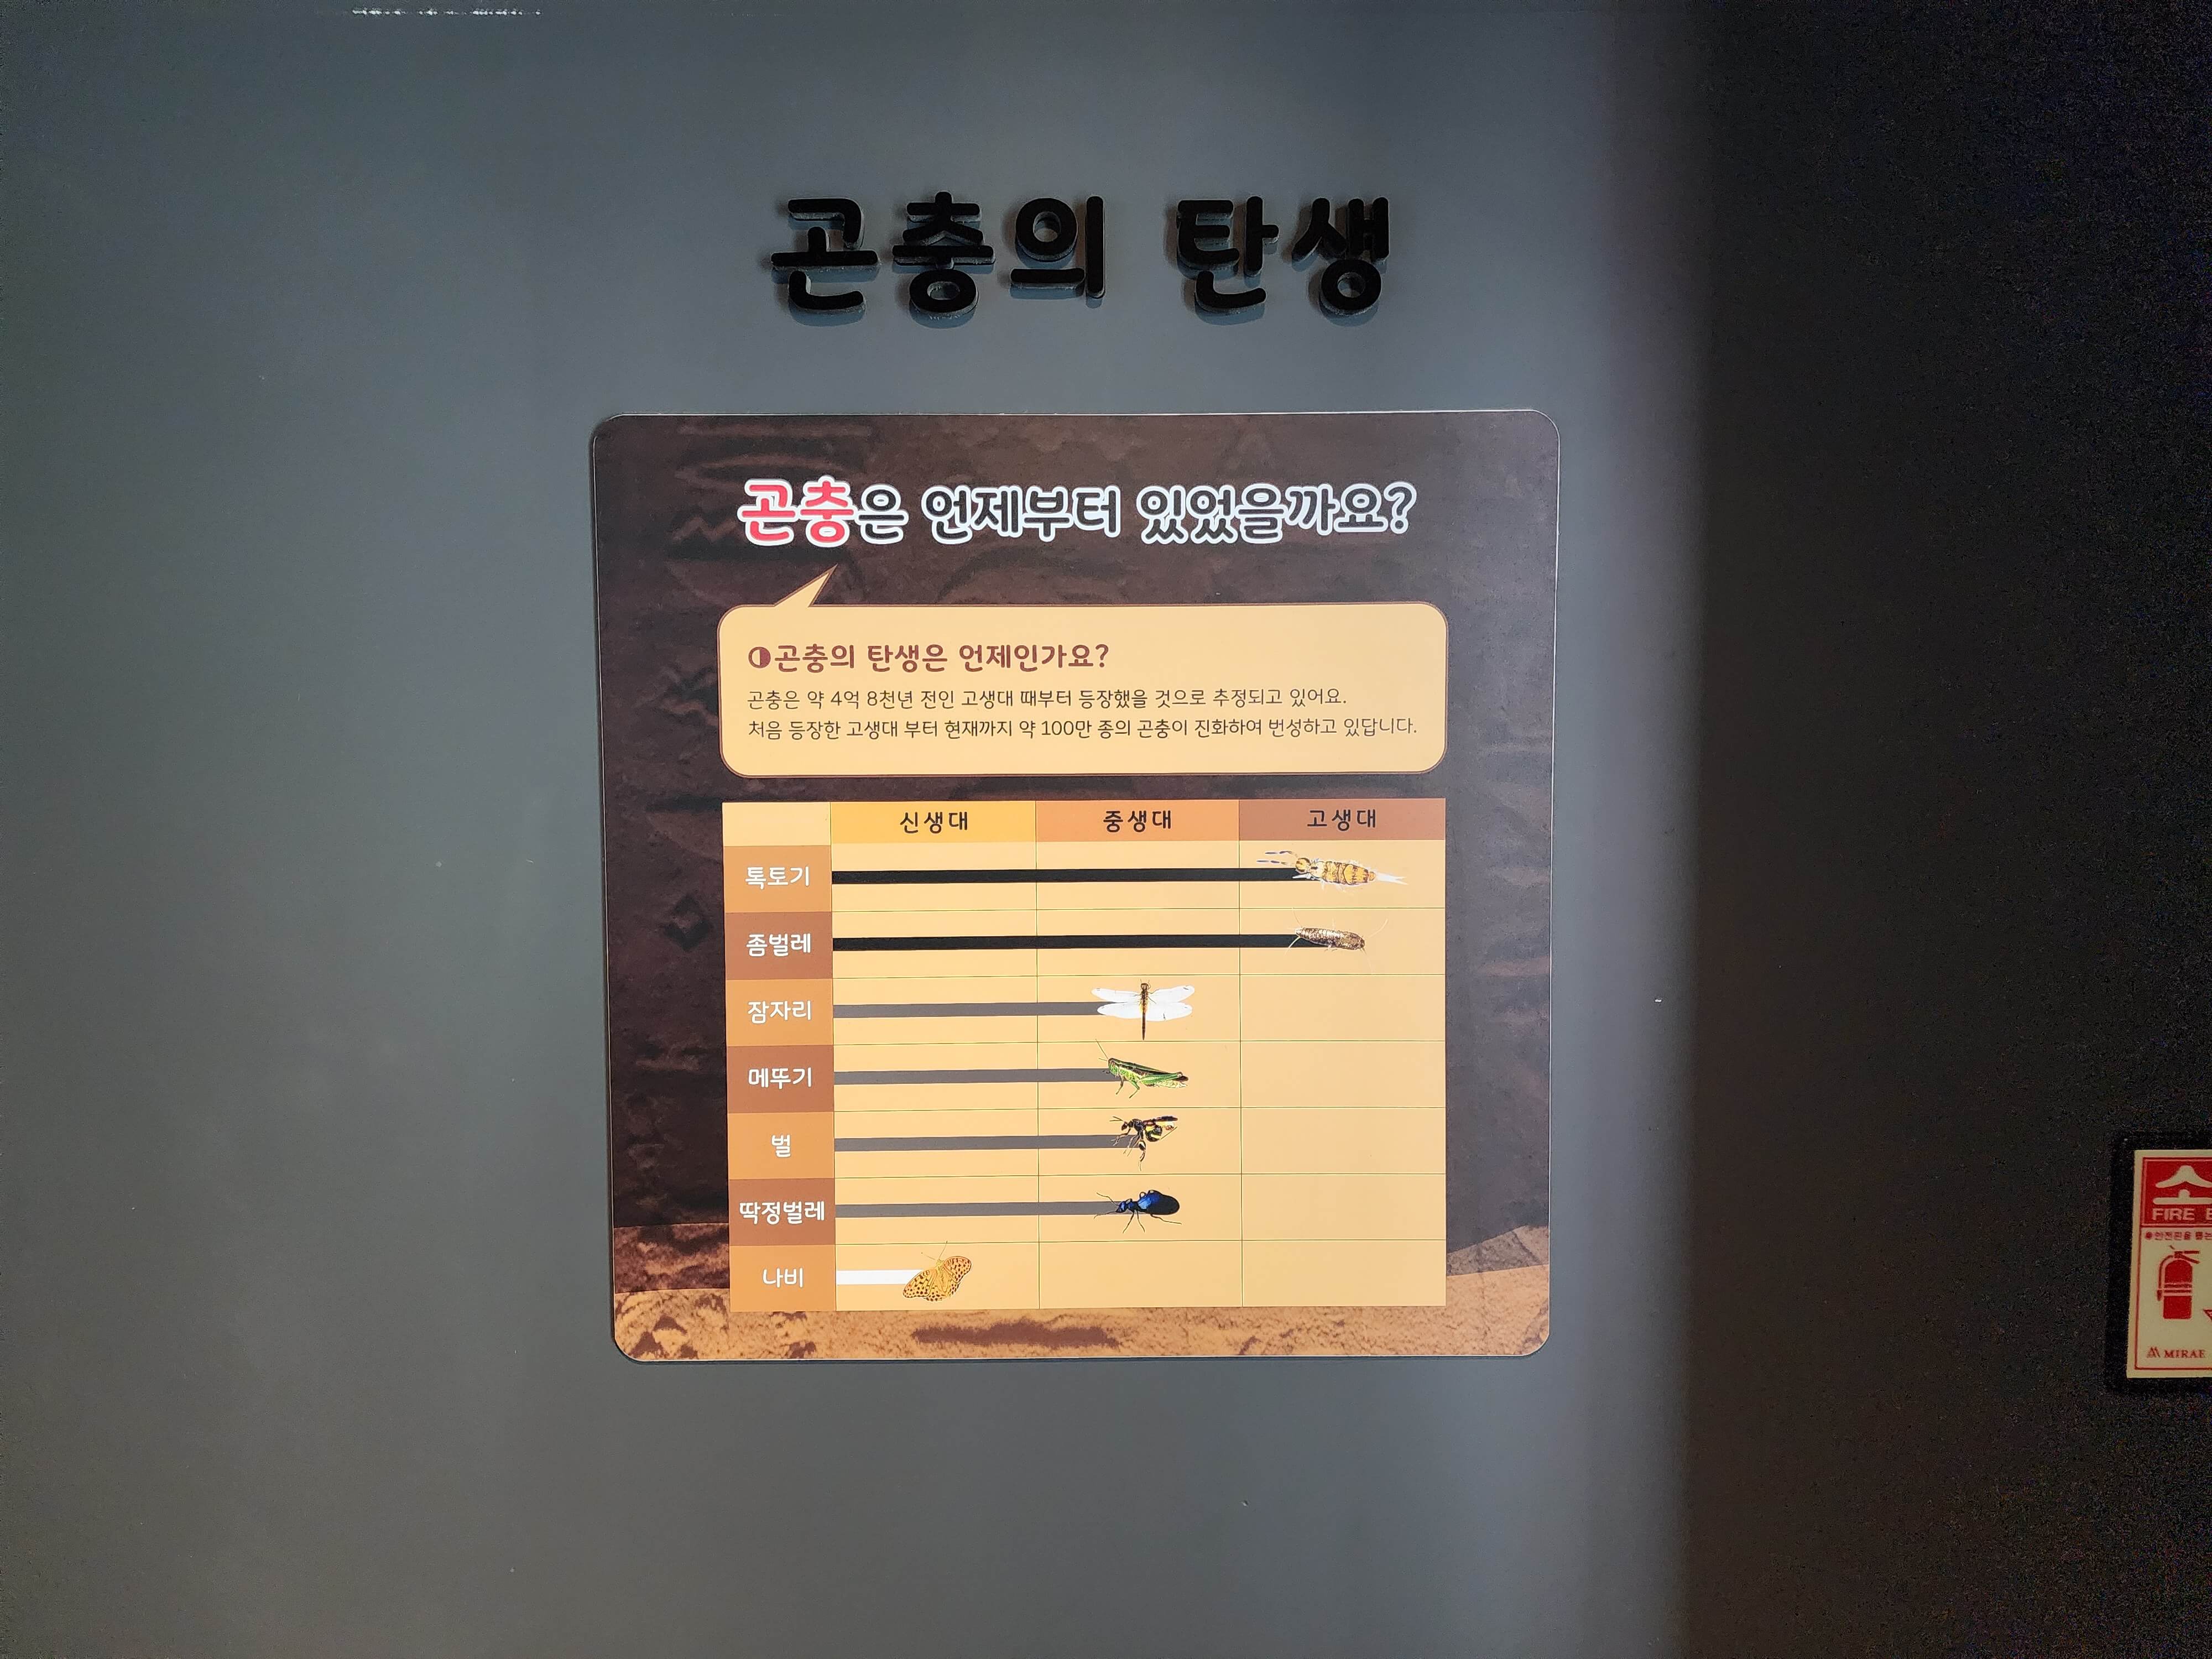 곤충의 탄생
곤충은 언제부터 있었을까요?
곤충의 탄생은 언제인가요?
곤충은 약 4억 8천년 전인 고생대 때부터 등장했을 것으로 추정되고 있어요.
처음 등장한 고생대 부터 현재까지 약 100만 종의 곤충이 진화하여 번성하고 있답니다.
신생대 중생대 고생대
톡토기
좀벌레
잠자리
메뚜기
벌
딱정벌레
나비
소
FIRE
MIRAE